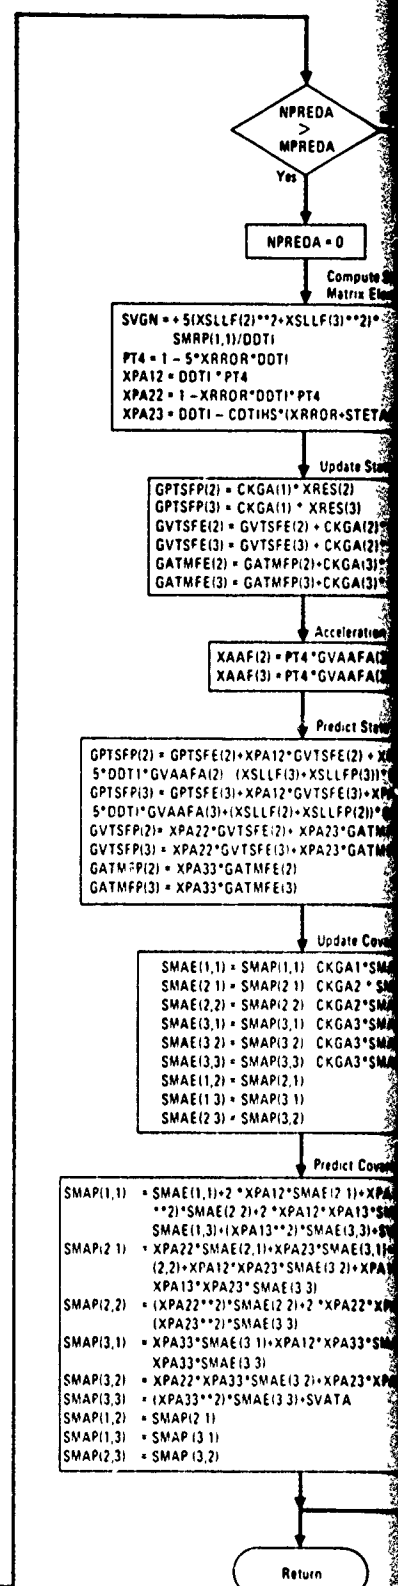 NPREDA
>
MPREDA
Yes
NPREDA = 0
Compute
Matrix
SVGN = + 5(XSLLF(2)**2+XSLLF(3)**2)*
SMRP(1,1)/DDTI
PT4 = 1 - 5*XRROR*DDTI
XPA12 = DDTI * PT4
XPA22 = 1 -XRROR*DDTI*PT4
XPA23 = DDTI - CDTIHS*(XRROR+STETA
Update
GPTSFP(2) = CKGA(1)* XRES(2)
GPTSFP(3) = CKGA(1) * XRES(3)
GVTSFE(2) = GVTSFE(2) + CKGA(2)*
GVTSFE(3) = GVTSFE(3) + CKGA(2)*
GATMFE(2) = GATMFP(2)+CKGA(3)*
GATMFE(3) = GATMFP(3)+CKGA(3)*
Acceleration
XAAF(2) = PT4*GVAAFA(2
XAAF(3) = PT4*GVAAFA(3
Predict
GPTSFP(2) = GPTSFE(2)+XPA12*GVTSFE(2) +
5*DDT1*GVAAFA(2) (XSLLF(3)+XSLLFP(3))*
GPTSFP(3) = GPTSFE(3)+XPA12*GVTSFE(3)+
5*DDTI*GVAAFA(3)+(XSLLF(2)+XSLLFP(2))*
GVTSFP(2)= XPA22*GVTSFE(2)+ XPA23*GATM
GVTSFP(3)= XPA22*GVTSFE(3)+XPA23*GATM
GATMFP(2) = XPA33*GATMFE(2)
GATMFP(3) = XPA33*GATMFE(3)
Update
SMAE(1,1) = SMAP(1,1) CKGA1*SM
SMAE(2 1) = SMAP(2 1) CKGA2 * SM
SMAE(2,2) = SMAP(2 2) CKGA2*SM
SMAE(3,1) = SMAP(3,1) CKGA3*SM
SMAE(3 2) = SMAP(3 2) CKGA3*SM
SMAE(3,3) = SMAP(3,3) CKGA3*SM
SMAE(1,2) = SMAP(2,1)
SMAE(1 3) = SMAP(3 1)
SMAE(2 3) = SMAP(3,2)
Predict
SMAP(1,1) = SMAE(1,1)+2 *XPA12*SMAE(2 1)+XPA
**2)*SMAE(2 2)+2 *XPA12*XPA13*SM
SMAE(1,3)+(XPA13**2)*SMAE(3,3)+
SMAP(2 1) = XPA22*SMAE(2,1)+XPA23*SMAE(3,1)
(2,2)+XPA12*XPA23*SMAE(3 2)+XPA
XPA13*XPA23*SMAE(3 3)
SMAP(2,2) = (XPA22**2)*SMAE(2 2)+2 *XPA22*XP
(XPA23**2)*SMAE(3 3)
SMAP(3,1) = XPA33*SMAE(3 1)+XPA12*XPA33*SM
XPA33*SMAE(3 3)
SMAP(3,2) = XPA22*XPA33*SMAE(3 2)+XPA23*XPA
SMAP(3,3) = (XPA33**2)*SMAE(3 3)+SVATA
SMAP(1,2) = SMAP(2 1)
SMAP(1,3) = SMAP (3 1)
SMAP(2,3) = SMAP (3,2)
Return